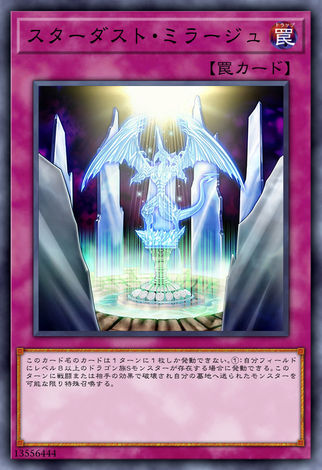 スターダスト・ミラージュ
トラップ
罠
【罠カード】
このカード名のカードは1ターンに1枚しか発動できない。①:自分フィールド
にレベル8以上のドラゴン族Sモンスターが存在する場合に発動できる。この
ターンに戦闘または相手の効果で破壊され自分の墓地へ送られたモンスターを
可能な限り特殊召喚する。
13556444